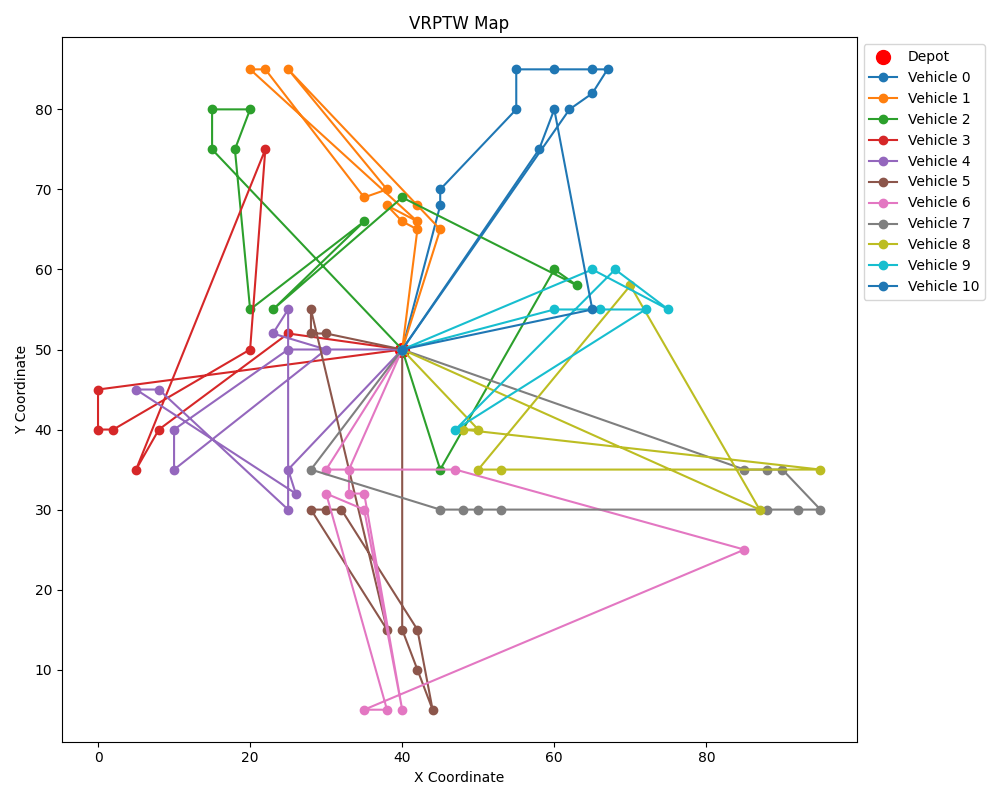 VRPTW Map
Y Coordinate
80
70
60
50
40
30
20
10
0
20
40
60
80
X Coordinate
Depot
Vehicle 0
Vehicle 1
Vehicle 2
Vehicle 3
Vehicle 4
Vehicle 5
Vehicle 6
Vehicle 7
Vehicle 8
Vehicle 9
Vehicle 10